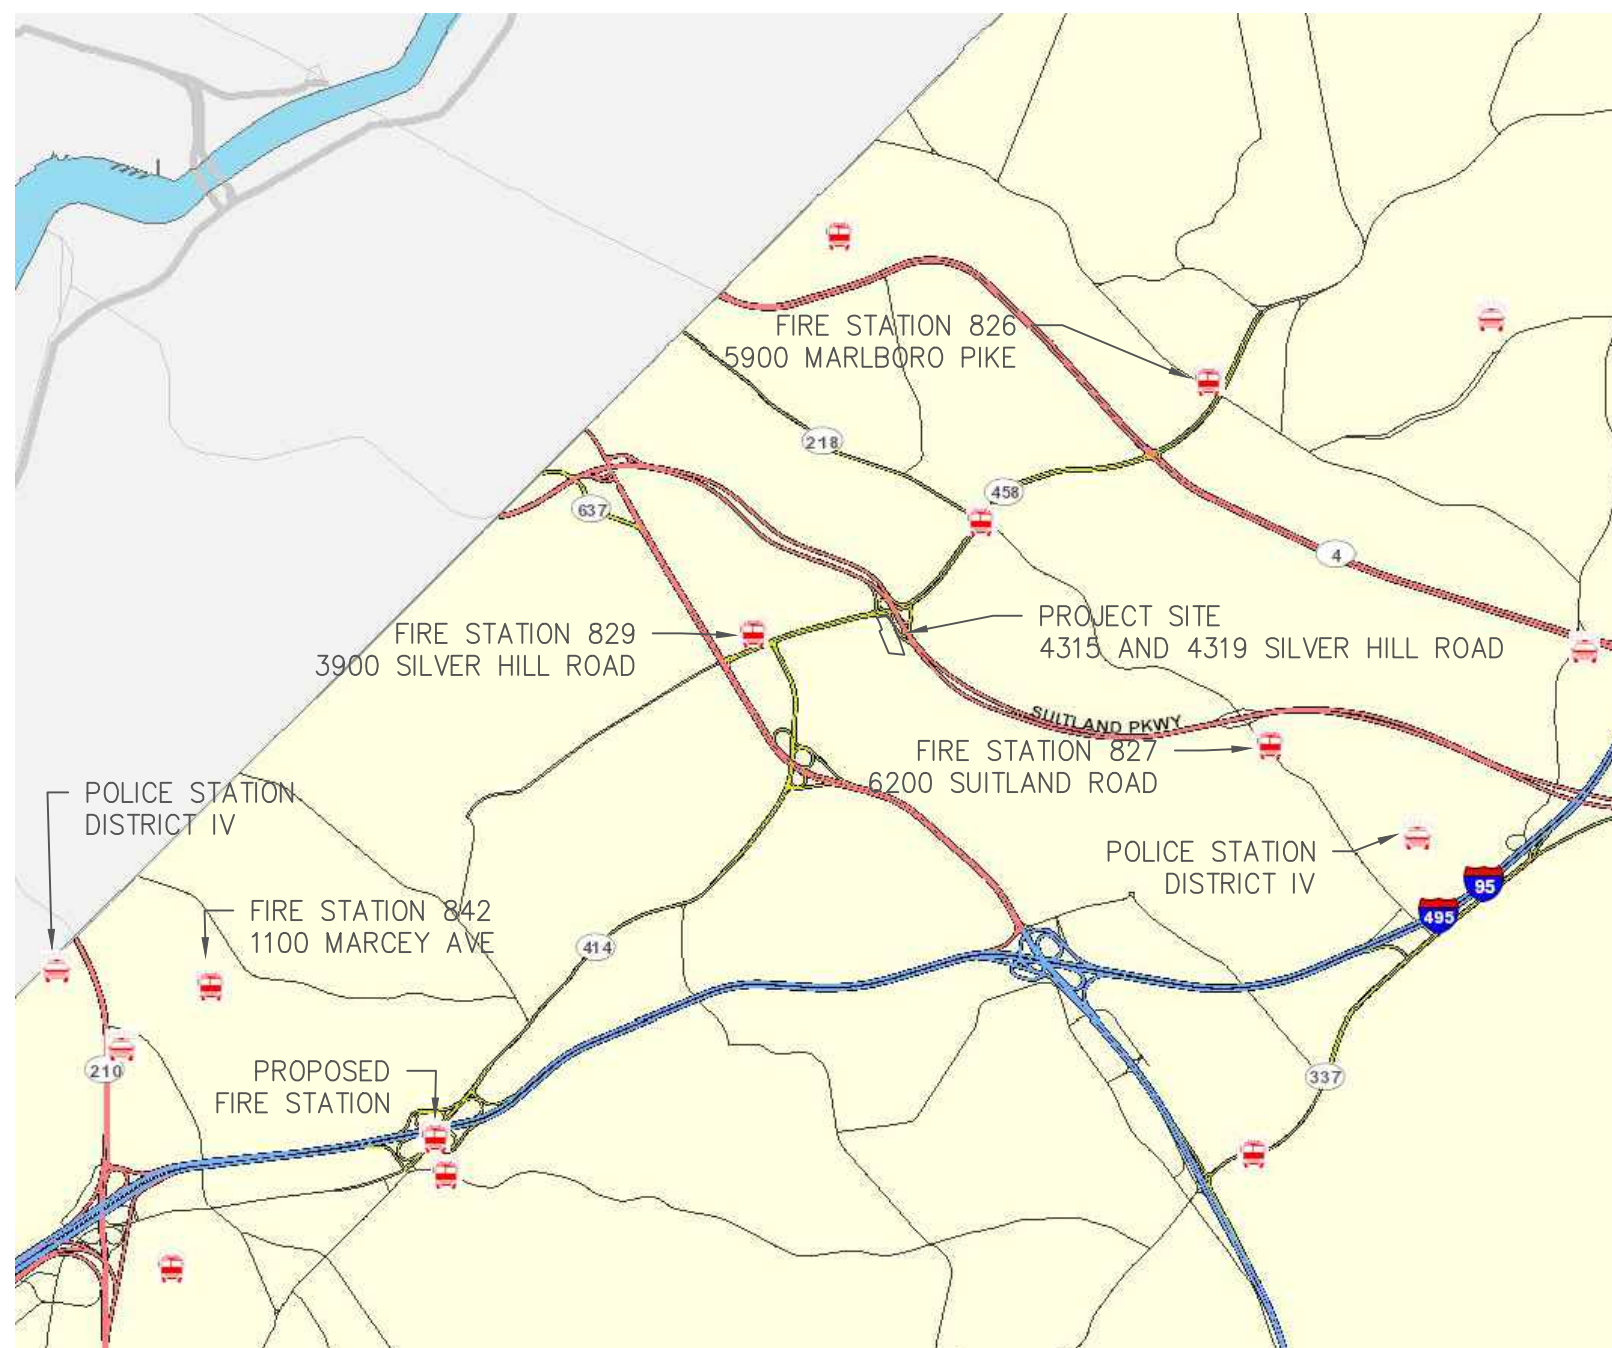 FIRE STATION 826
5900 MARLBORO PIKE
218
458
637
4
FIRE STATION 829
3900 SILVER HILL ROAD
PROJECT SITE
4315 AND 4319 SILVER HILL ROAD
SUITLAND PKWY
FIRE STATION 827
6200 SUITLAND ROAD
POLICE STATION
DISTRICT IV
POLICE STATION
DISTRICT IV
95
495
FIRE STATION 842
1100 MARCEY AVE
414
210
PROPOSED
FIRE STATION
337